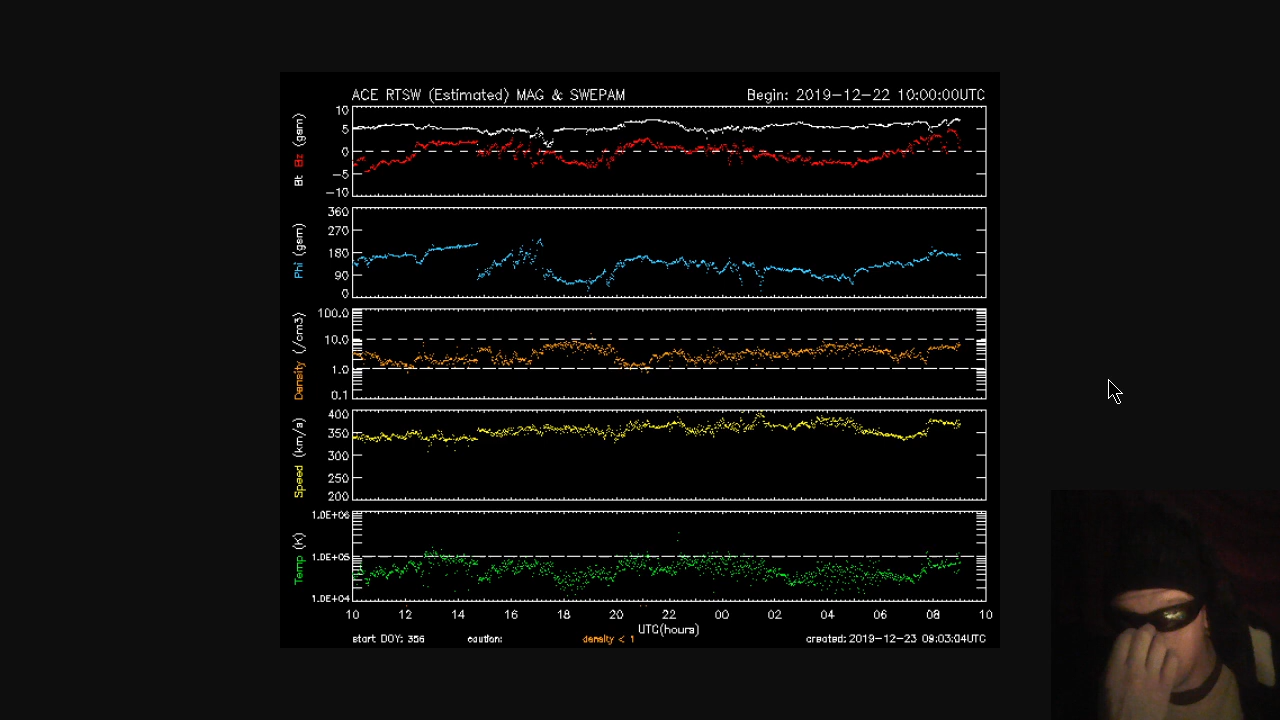 ACE RTSW (Estimated) MAG & SWEPAM Begin: 2019-12-22 10:00:00UTC
Bt Bz (gsm)
10
5
0
-5
-10
Phi (gsm)
360
270
180
90
0
Density (/cm3)
100.0
10.0
1.0
0.1
Speed (km/s)
400
350
300
250
200
Temp (K)
1.0E+06
1.0E+05
1.0E+04
10 12 14 16 18 20 22 00 02 04 06 08 10
UTC(hours)
start DOY: 356 caution: density < 1 created: 2019-12-23 09:03:04UTC